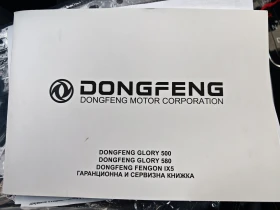 DONGFENG
DONGFENG MOTOR CORPORATION
DONGFENG GLORY 500
DONGFENG GLORY 580
DONGFENG FENGON IX5
ГАРАНЦИОННА И СЕРВИЗНА КНИЖКА